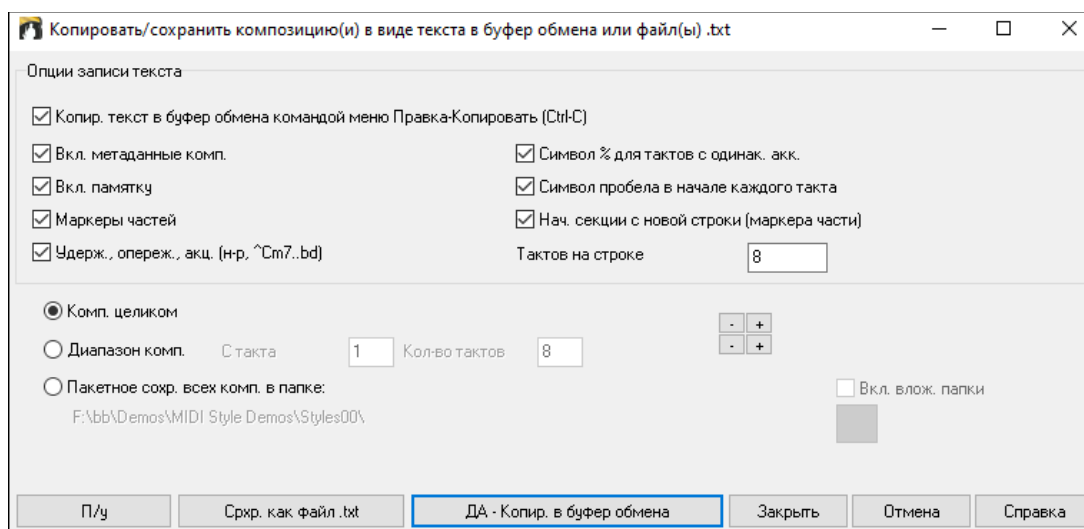 Копировать/сохранить композицию(и) в виде текста в буфер обмена или файл(ы) .txt
Опции записи текста
Копир. текст в буфер обмена командой меню Правка-Копировать (Ctrl-C)
Вкл. метаданные комп.
Символ % для тактов с одинак. акк.
Вкл. памятку
Символ пробела в начале каждого такта
Маркеры частей
Нач. секции с новой строки (маркера части)
Удерж., опереж., акц. (н-р, ^Cm7..bd)
Тактов на строке 8
Комп. целиком
- +
Диапазон комп. С такта 1 Кол-во тактов 8
- +
Пакетное сохр. всех комп. в папке:
Вкл. влож. папки
F:\bb\Demos\MIDI Style Demos\Styles00\
П/у Српр. как файл .txt ДА - Копир. в буфер обмена Закрыть Отмена Справка